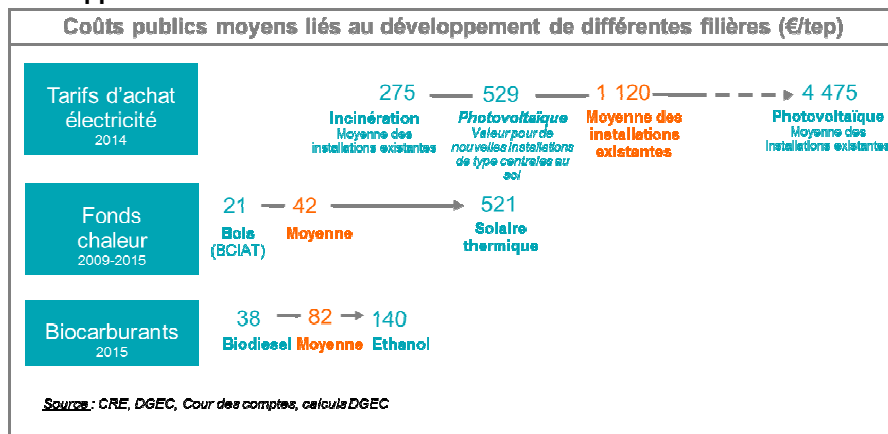 Coûts publics moyens liés au développement de différentes filières (€/tep)
Tarifs d'achat
électricité
2014
275
529
1 120
4 475
Incinération
Moyenne des
installations existantes
Photovoltaïque
Valeur pour de
nouvelles installations
de type centrales au
sol
Moyenne des
installations
existantes
Photovoltaïque
Moyenne des
installations existantes
Fonds
chaleur
2009-2015
21
42
521
Bois
(BCIAT)
Moyenne
Solaire
thermique
Biocarburants
2015
38
82
140
Biodiesel
Moyenne
Ethanol
Source : CRE, DGEC, Cour des comptes, calculs DGEC